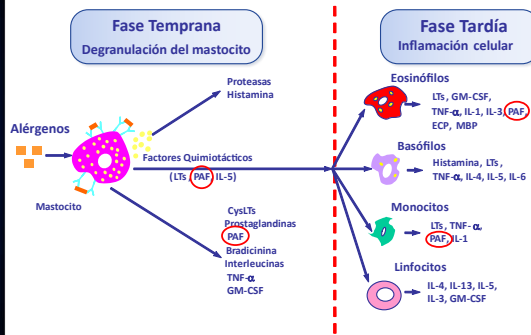 Fase Temprana
Degranulación del mastocito
Fase Tardía
Inflamación celular
Alérgenos
Mastocito
Proteasas
Histamina
Factores Quimiotácticos
(LTs, PAF, IL-5)
CysLTs
Prostaglandinas
PAF
Bradicinina
Interleucinas
TNF-α
GM-CSF
Eosinófilos
LTs, GM-CSF,
TNF-α, IL-1, IL-3, PAF,
ECP, MBP
Basófilos
Histamina, LTs,
TNF-α, IL-4, IL-5, IL-6
Monocitos
LTs, TNF-α,
PAF, IL-1
Linfocitos
IL-4, IL-13, IL-5,
IL-3, GM-CSF